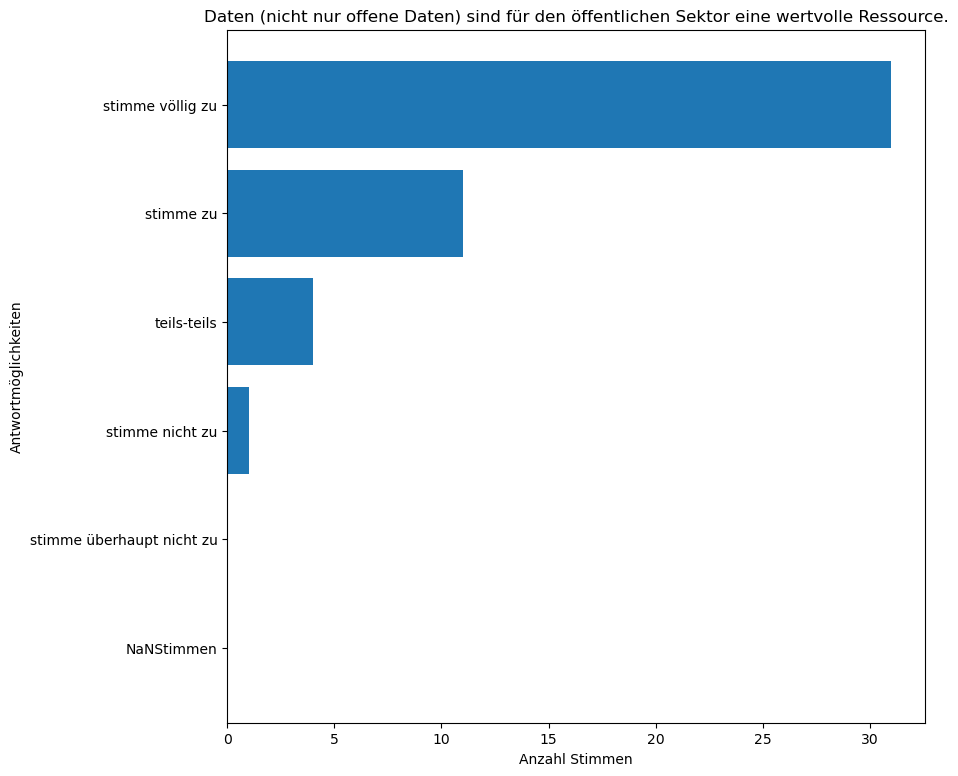 Daten (nicht nur offene Daten) sind für den öffentlichen Sektor eine wertvolle Ressource.
stimme völlig zu
stimme zu
teils-teils
stimme nicht zu
stimme überhaupt nicht zu
NaNStimmen
Antwortmöglichkeiten
0 5 10 15 20 25 30
Anzahl Stimmen